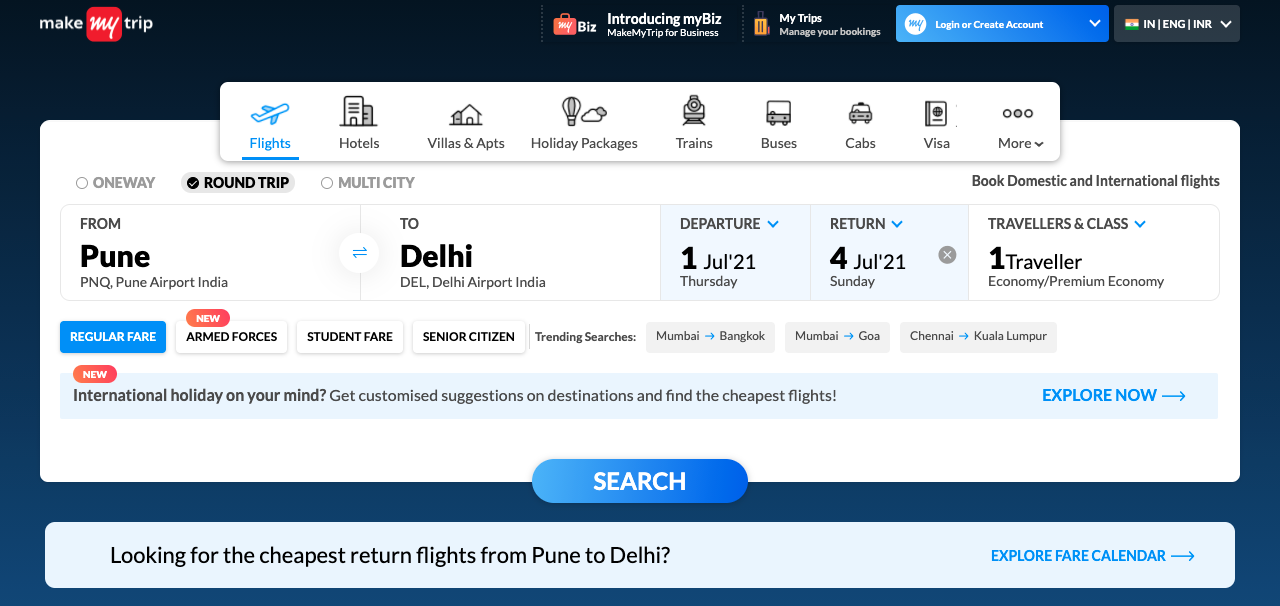 make my trip
myBiz
Introducing myBiz
MakeMyTrip for Business
My Trips
Manage your bookings
my
Login or Create Account
IN | ENG | INR
Flights
Hotels
Villas & Apts
Holiday Packages
Trains
Buses
Cabs
Visa
More
ONEWAY
ROUND TRIP
MULTI CITY
Book Domestic and International flights
FROM
Pune
PNQ, Pune Airport India
TO
Delhi
DEL, Delhi Airport India
DEPARTURE
1 Jul'21
Thursday
RETURN
4 Jul'21
Sunday
TRAVELLERS & CLASS
1Traveller
Economy/Premium Economy
REGULAR FARE
NEW
ARMED FORCES
STUDENT FARE
SENIOR CITIZEN
Trending Searches:
Mumbai → Bangkok
Mumbai → Goa
Chennai → Kuala Lumpur
NEW
International holiday on your mind? Get customised suggestions on destinations and find the cheapest flights!
EXPLORE NOW
SEARCH
Looking for the cheapest return flights from Pune to Delhi?
EXPLORE FARE CALENDAR